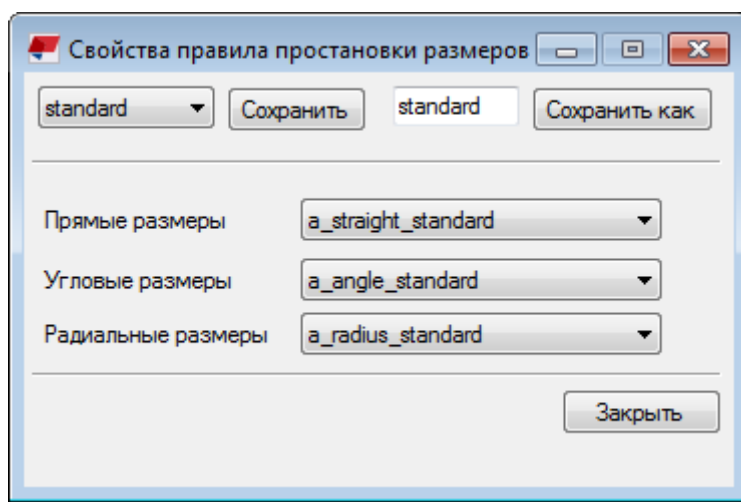 Свойства правила простановки размеров
standard Сохранить standard Сохранить как
Прямые размеры a_straight_standard
Угловые размеры a_angle_standard
Радиальные размеры a_radius_standard
Закрыть